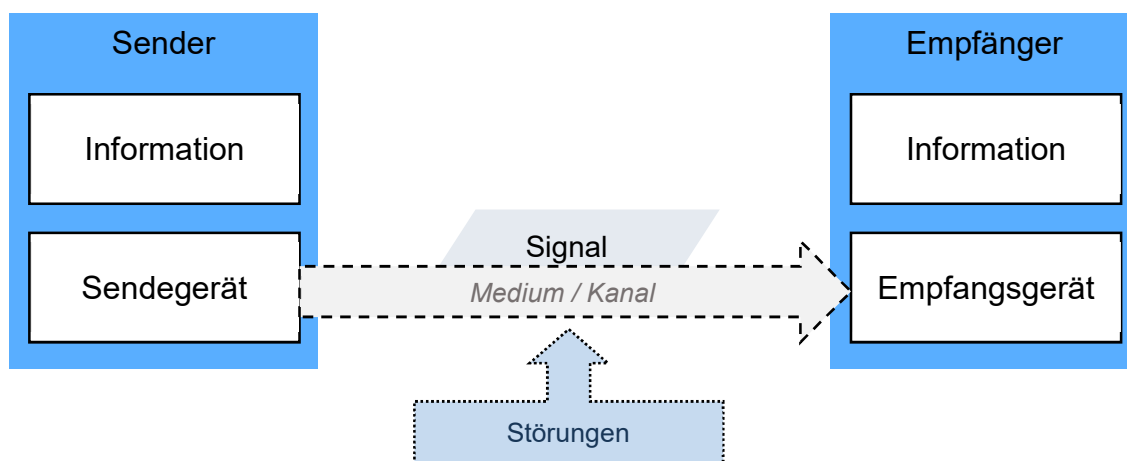 Sender
Empfänger
Information
Information
Signal
Sendegerät
Medium / Kanal
Empfangsgerät
Störungen